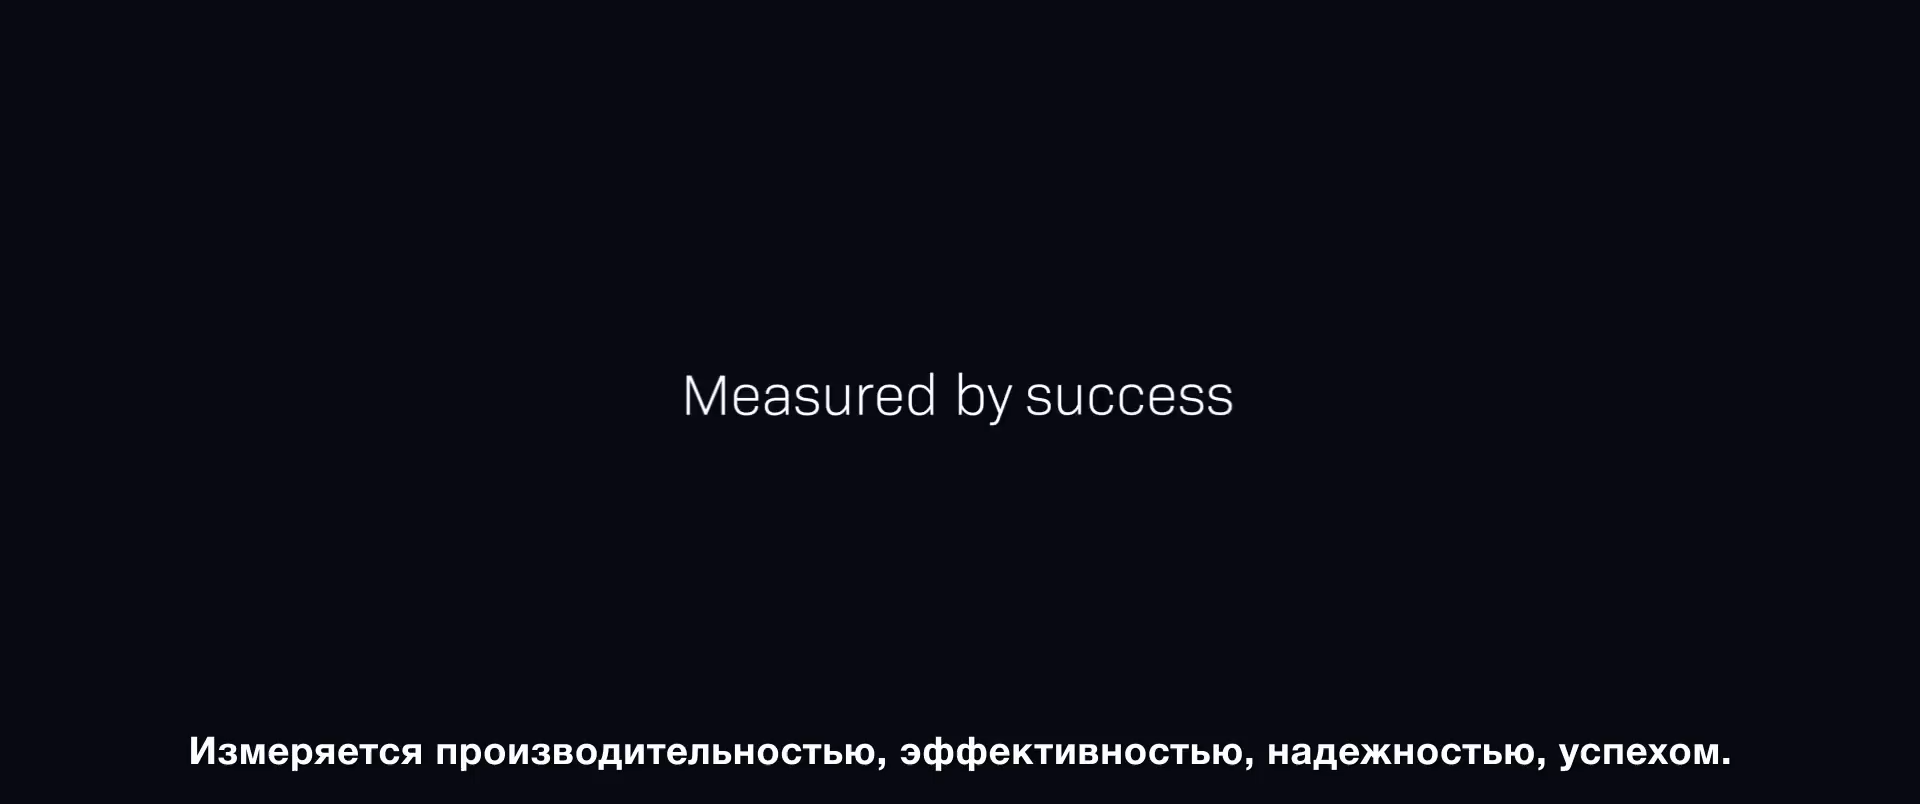 Measured by success
Измеряется производительностью, эффективностью, надежностью, успехом.